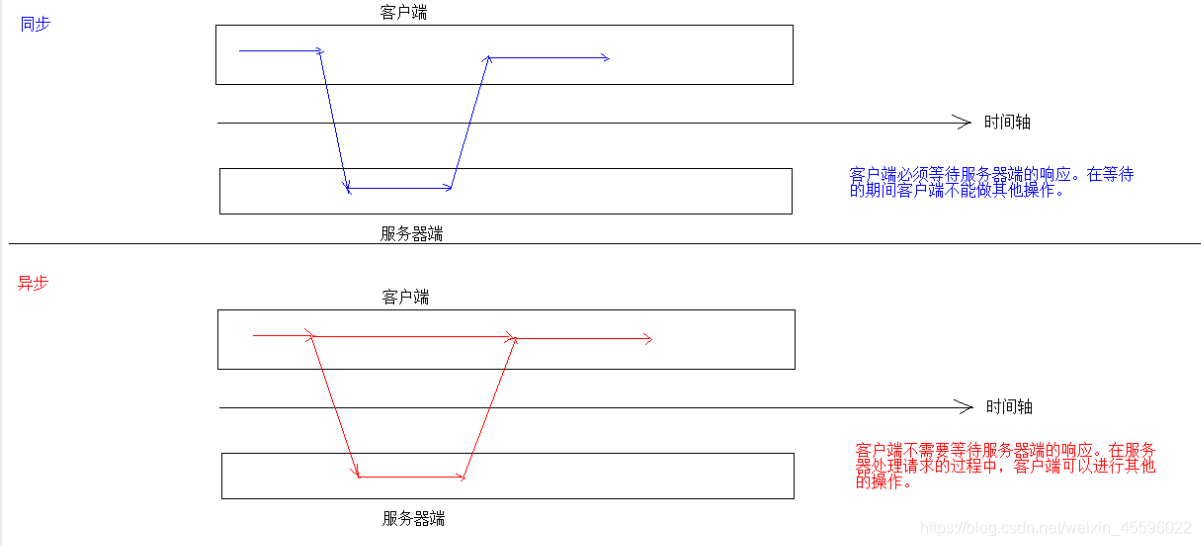 同步
客户端
时间轴
客户端必须等待服务器端的响应。在等待
的期间客户端不能做其他操作。
服务器端
异步
客户端
时间轴
客户端不需要等待服务器端的响应。在服务
器处理请求的过程中，客户端可以进行其他
的操作。
服务器端
https://blog.csdn.net/weixin_45596022